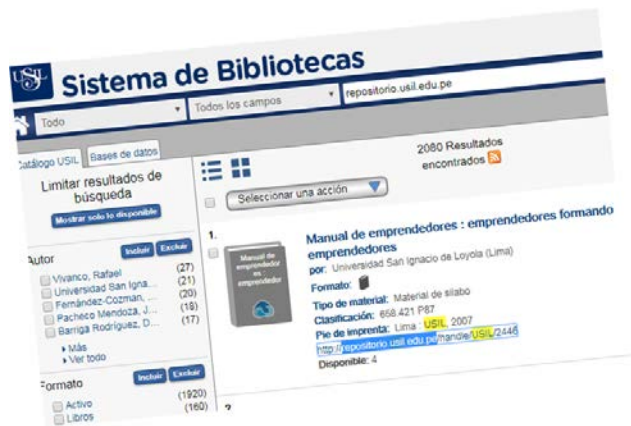 USIL Sistema de Bibliotecas
Todo
Todos los campos
repositorio.usil.edu.pe
Catálogo USIL
Bases de datos
Limitar resultados de
búsqueda
Mostrar solo lo disponible
Autor
Incluir Excluir
Vivanco, Rafael (27)
Universidad San Igna... (21)
Fernández-Cozman, ... (20)
Pacheco Mendoza, J... (18)
Barriga Rodríguez, D... (17)
Más
Ver todo
Formato
Incluir Excluir
Activo (1920)
Libros (160)
2080 Resultados
encontrados
Seleccionar una acción
1.
Manual de
emprendedor
es :
emprendedor
Manual de emprendedores : emprendedores formando
emprendedores
por: Universidad San Ignacio de Loyola (Lima)
Formato:
Tipo de material: Material de silabo
Clasificación: 658.421 P87
Pie de imprenta: Lima : USIL, 2007
http://repositorio.usil.edu.pe/handle/USIL/2446
Disponible: 4